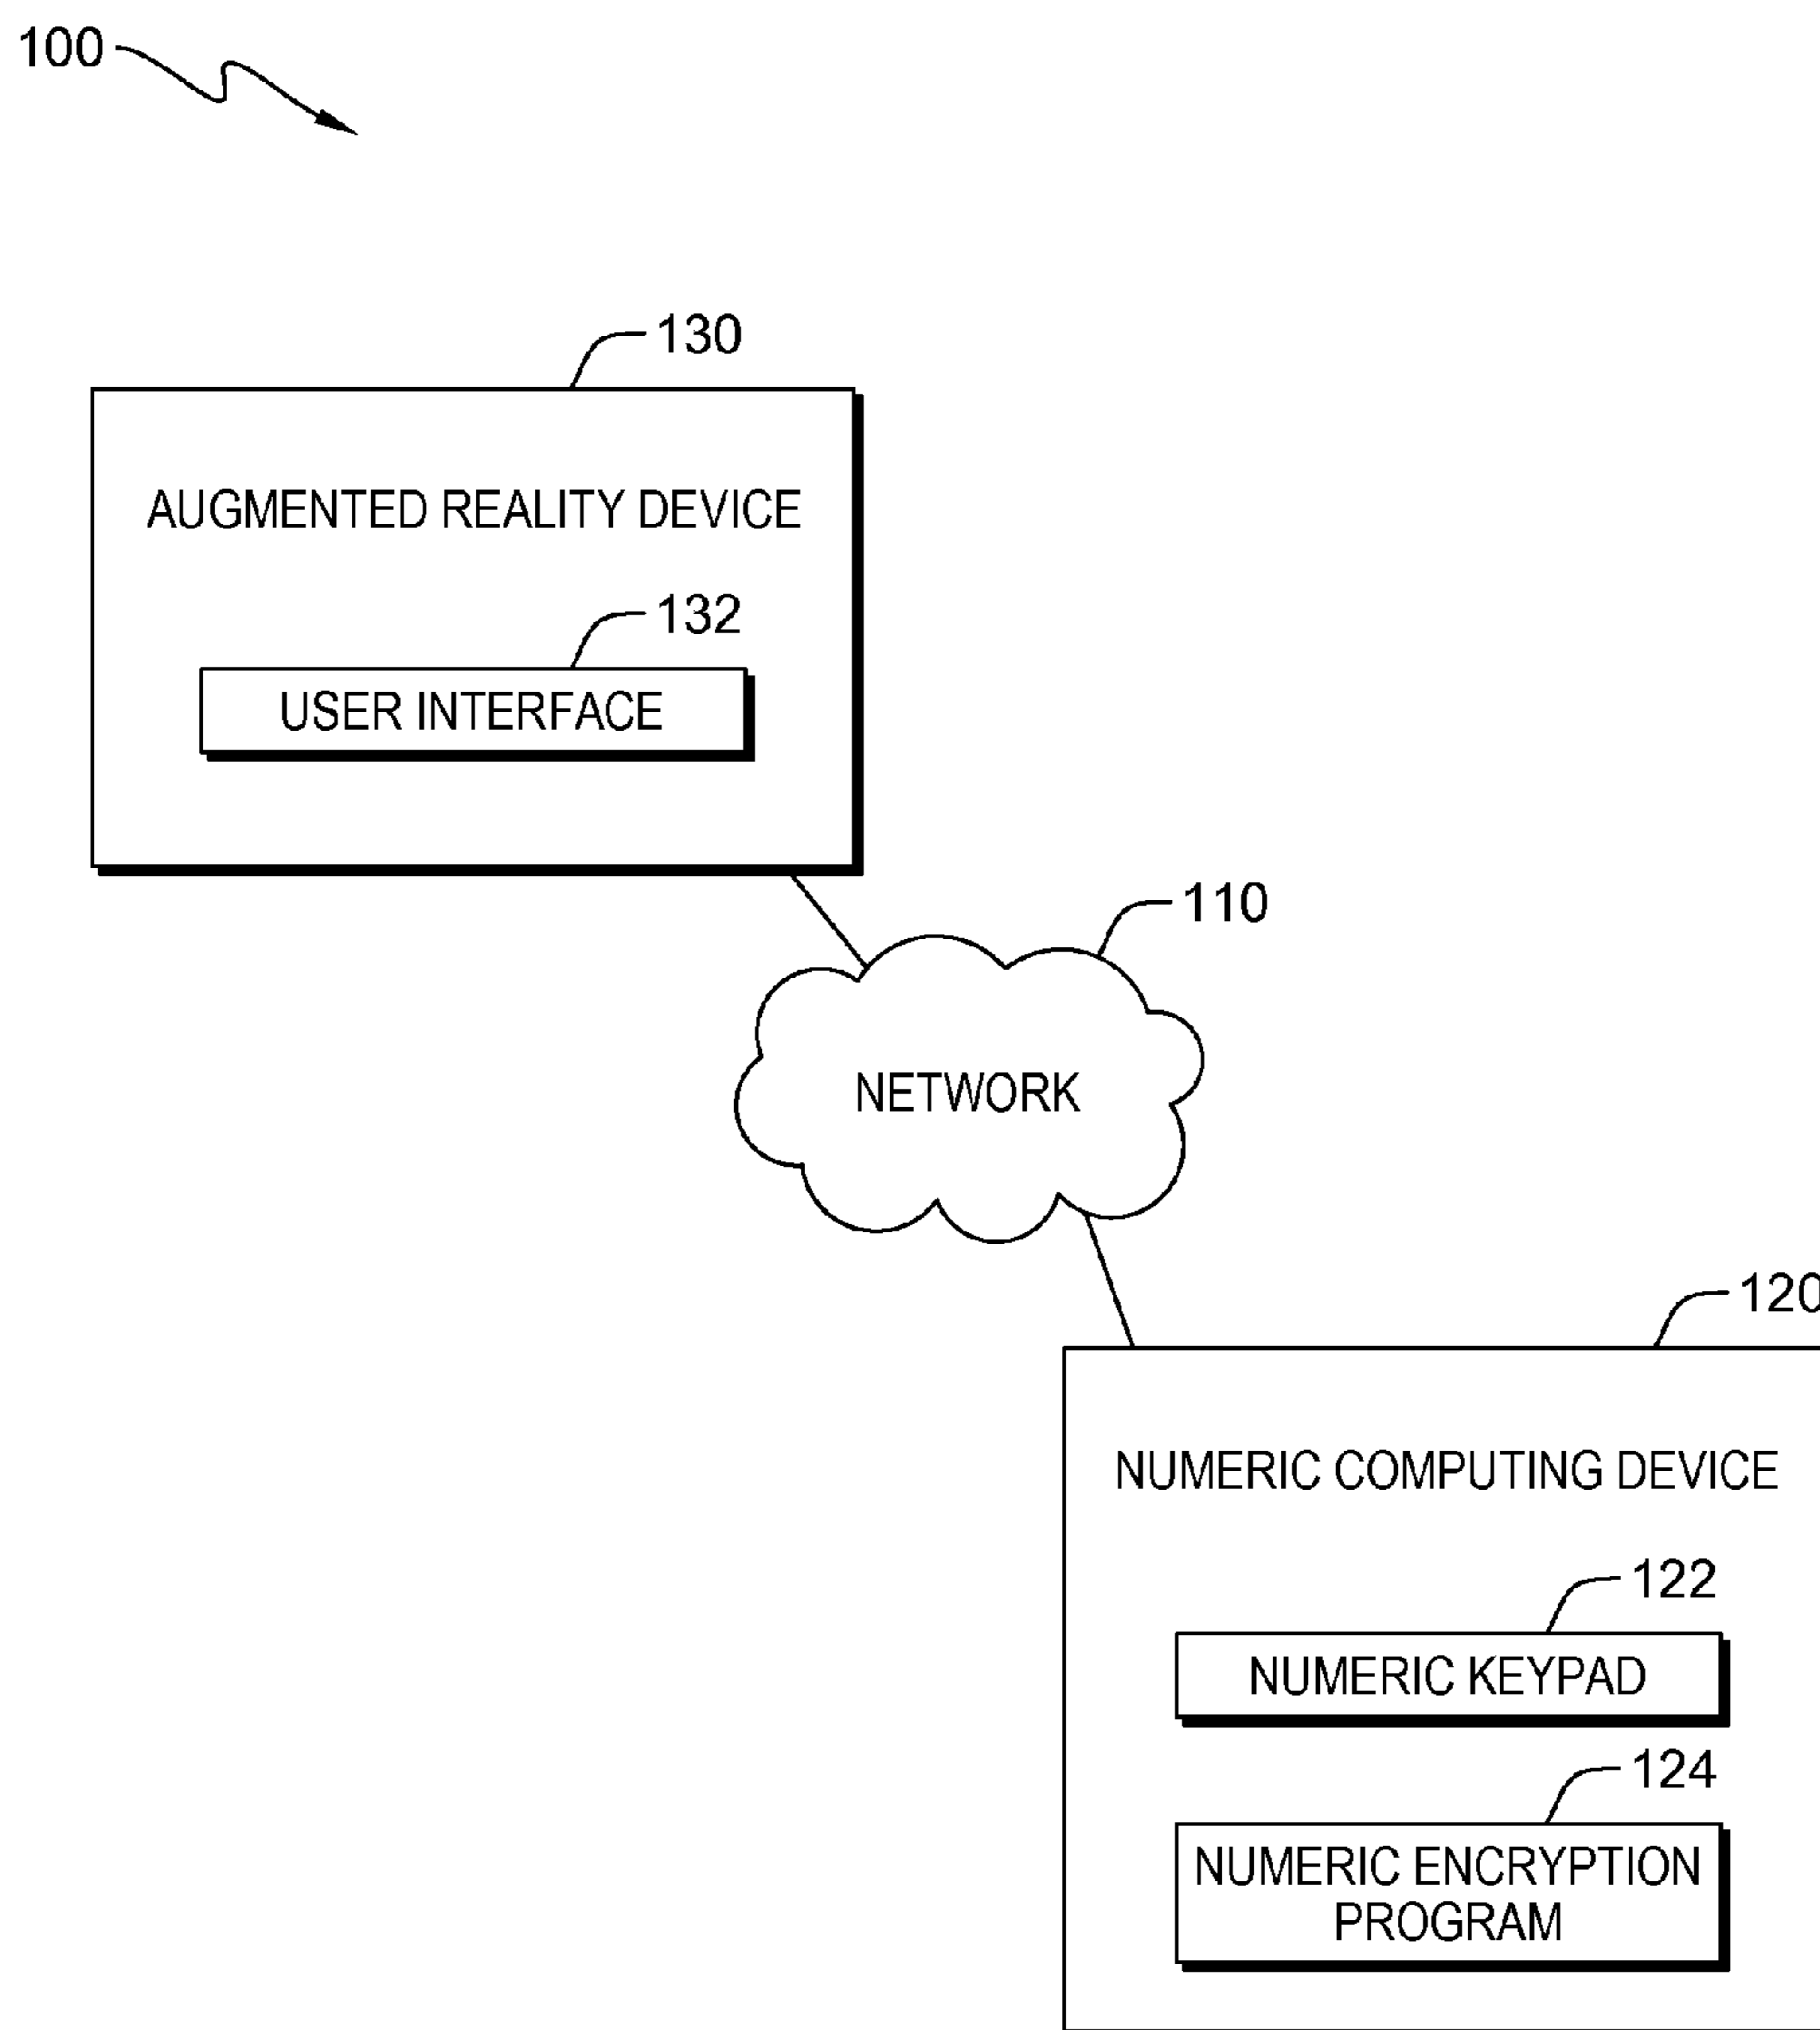 100
130
AUGMENTED REALITY DEVICE
132
USER INTERFACE
110
NETWORK
120
NUMERIC COMPUTING DEVICE
122
NUMERIC KEYPAD
124
NUMERIC ENCRYPTION
PROGRAM